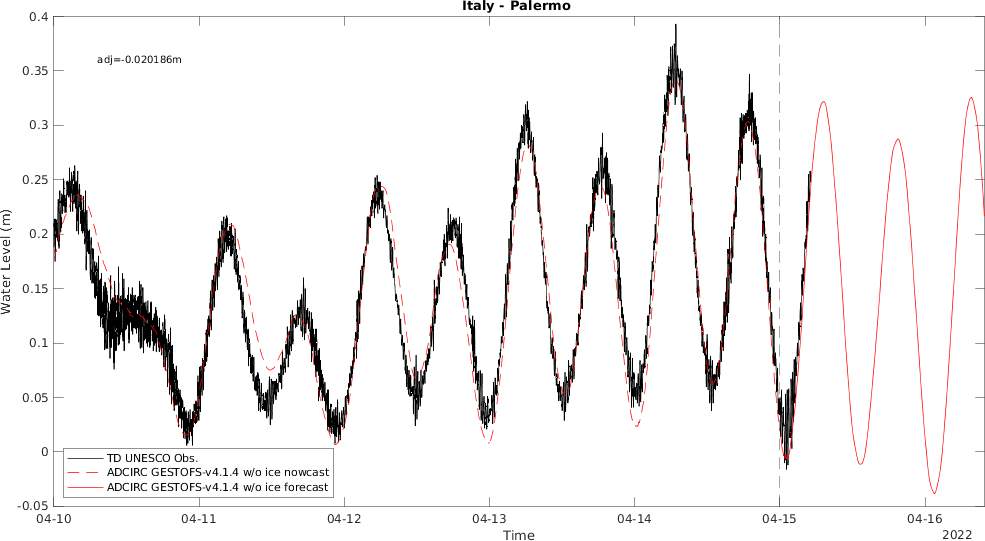 Italy - Palermo
adj=-0.020186m
0.4
0.35
0.3
0.25
0.2
0.15
0.1
0.05
0
-0.05
Water Level (m)
TD UNESCO Obs.
ADCIRC GESTOFS-v4.1.4 w/o ice nowcast
ADCIRC GESTOFS-v4.1.4 w/o ice forecast
04-10 04-11 04-12 04-13 04-14 04-15 04-16
Time
2022